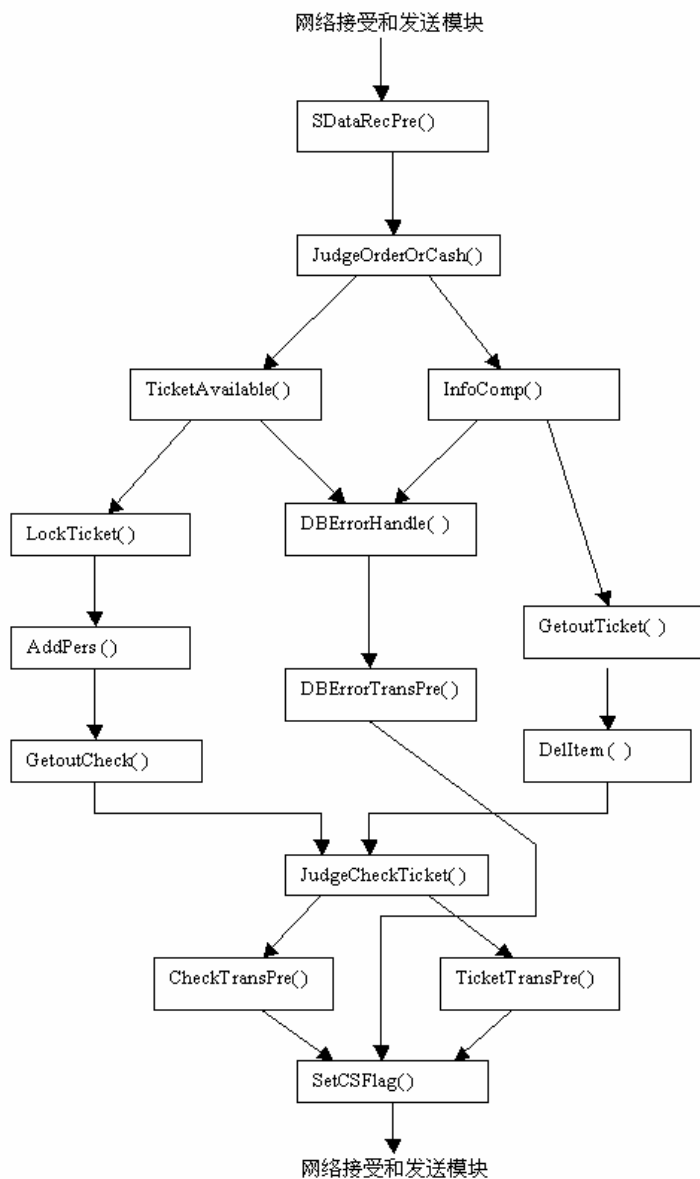 网络接受和发送模块
SDataRecPre()
JudgeOrderOrCash()
TicketAvailable()
InfoComp()
LockTicket()
DBErrorHandle( )
GetoutTicket( )
AddPers ()
DBErrorTransPre()
GetoutCheck()
DelItem ( )
JudgeCheckTicket()
CheckTransPre()
TicketTransPre()
SetCSFlag()
网络接受和发送模块